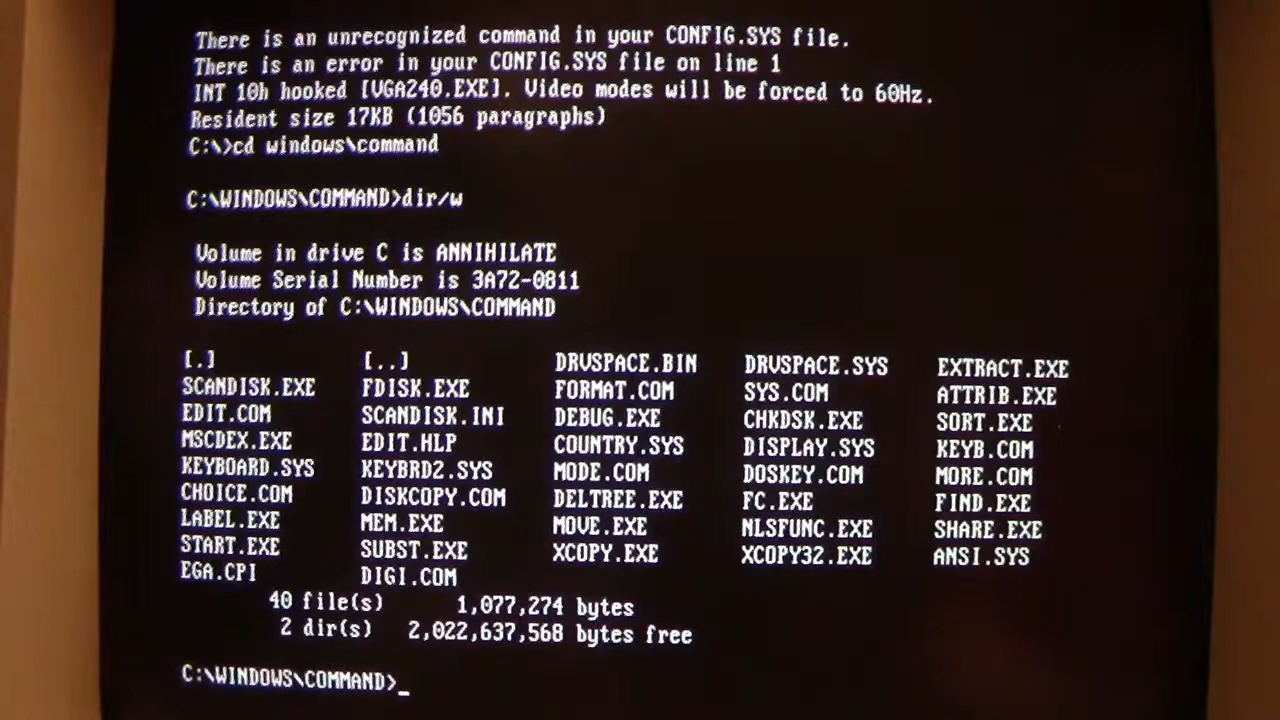 There is an unrecognized command in your CONFIG.SYS file.
There is an error in your CONFIG.SYS file on line 1
INT 10h hooked [VGA240.EXE]. Video modes will be forced to 60Hz.
Resident size 17KB (1056 paragraphs)
C:\>cd windows\command
C:\WINDOWS\COMMAND>dir/w
Volume in drive C is ANNIHILATE
Volume Serial Number is 3A72-0811
Directory of C:\WINDOWS\COMMAND
[.] [..] DRVSPACE.BIN DRVSPACE.SYS EXTRACT.EXE
SCANDISK.EXE FDISK.EXE FORMAT.COM SYS.COM ATTRIB.EXE
EDIT.COM SCANDISK.INI DEBUG.EXE CHKDSK.EXE SORT.EXE
MSCDEX.EXE EDIT.HLP COUNTRY.SYS DISPLAY.SYS KEYB.COM
KEYBOARD.SYS KEYBRD2.SYS MODE.COM DOSKEY.COM MORE.COM
CHOICE.COM DISKCOPY.COM DELTREE.EXE FC.EXE FIND.EXE
LABEL.EXE MEM.EXE MOVE.EXE NLSFUNC.EXE SHARE.EXE
START.EXE SUBST.EXE XCOPY.EXE XCOPY32.EXE ANSI.SYS
EGA.CPI DIGI.COM
40 file(s) 1,077,274 bytes
2 dir(s) 2,022,637,568 bytes free
C:\WINDOWS\COMMAND>_